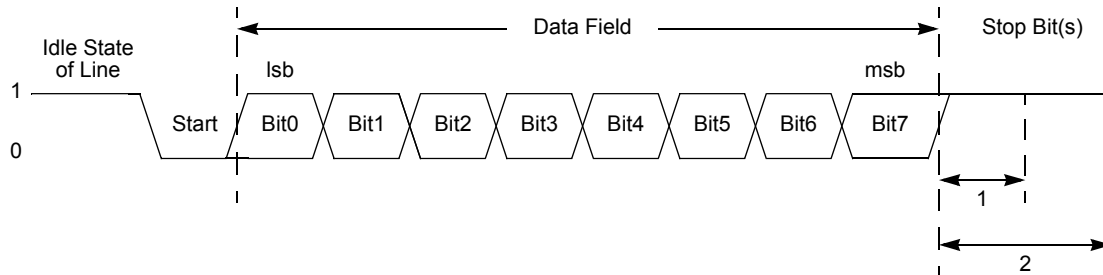 Data Field
Stop Bit(s)
Idle State
of Line
lsb
msb
1
Start
Bit0
Bit1
Bit2
Bit3
Bit4
Bit5
Bit6
Bit7
0
1
2